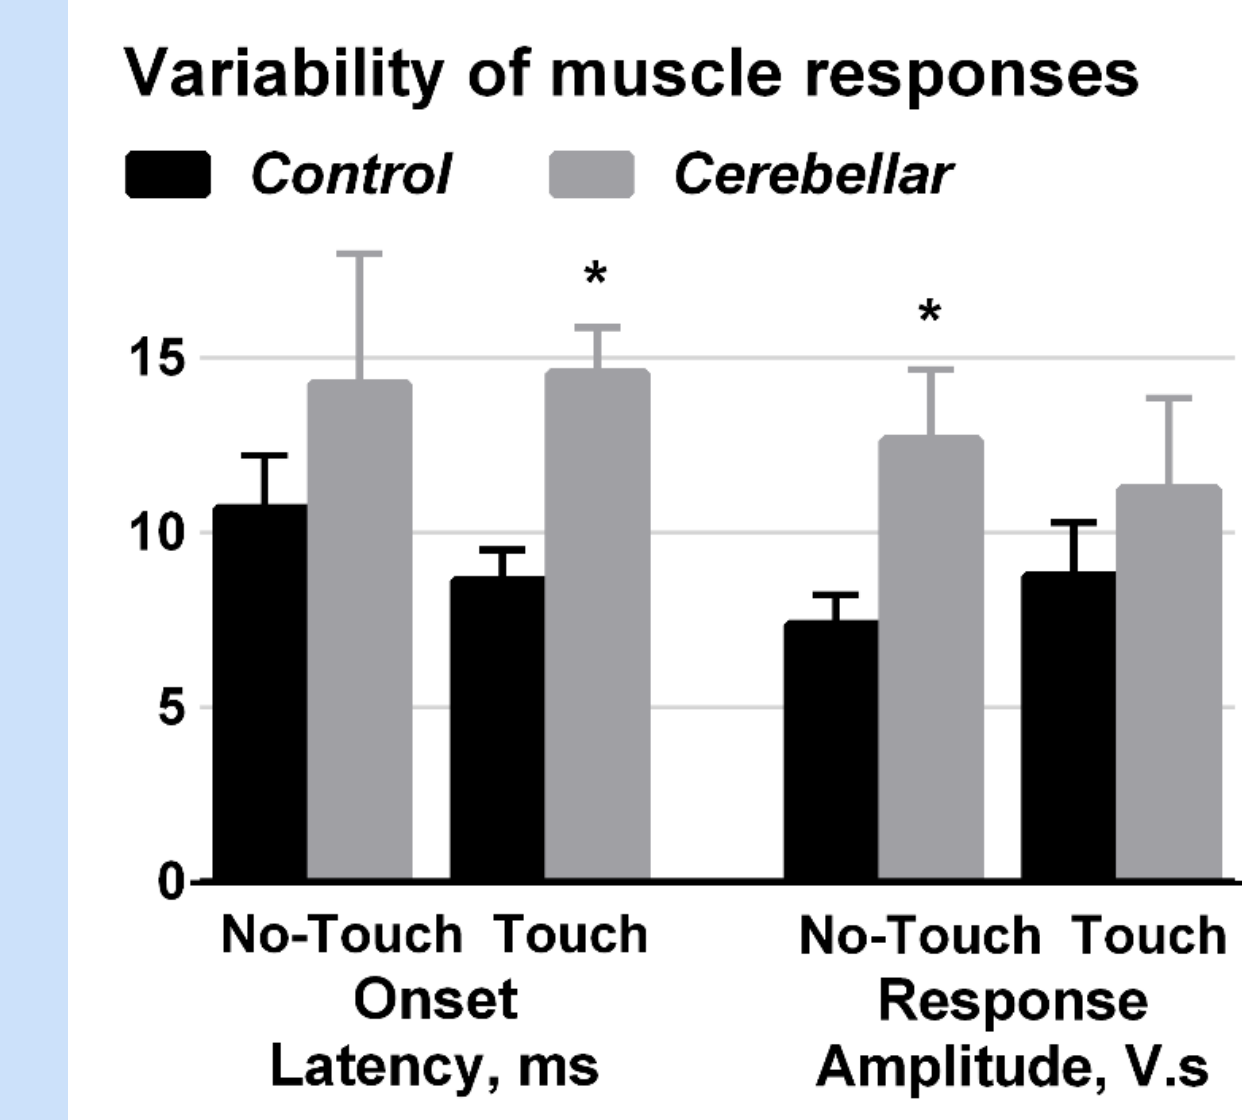 Variability of muscle responses
Control Cerebellar
*
*
15
10
5
0
No-Touch Touch No-Touch Touch
Onset Response
Latency, ms Amplitude, V.s